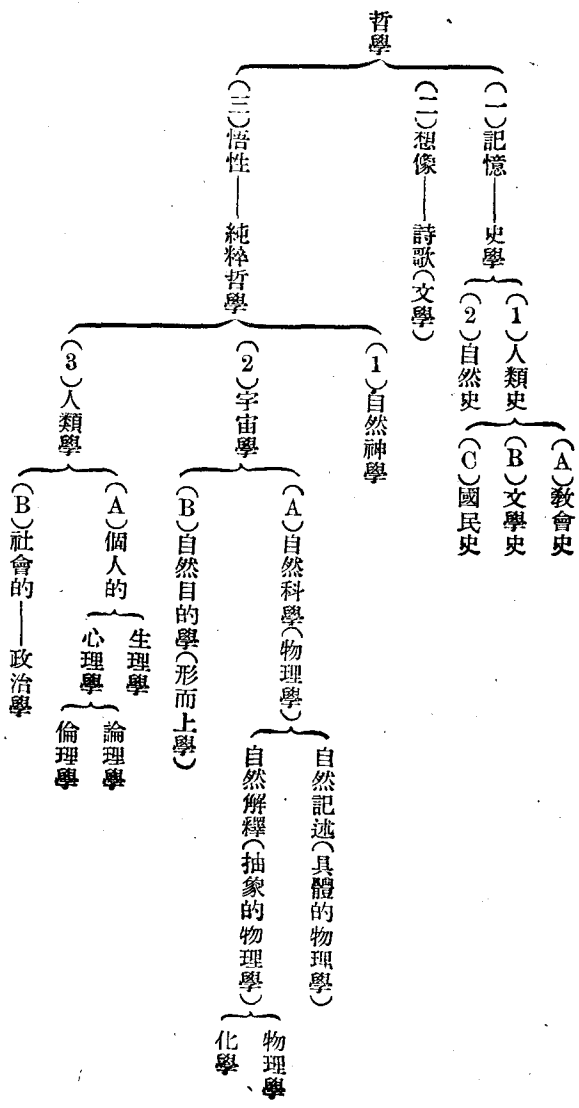 哲學
(一)記憶——史學
(1)人類史
(A)敎會史
(B)文學史
(C)國民史
(2)自然史
(二)想像——詩歌(文學)
(三)悟性——純粹哲學
(1)自然神學
(2)宇宙學
(A)自然科學(物理學)
自然記述(具體的物理學)
自然解釋(抽象的物理學)
物理學、
化學
(B)自然目的學(形而上學)
(3)人類學
(A)個人的
生理學
心理學
論理學
倫理學
(B)社會的——政治學